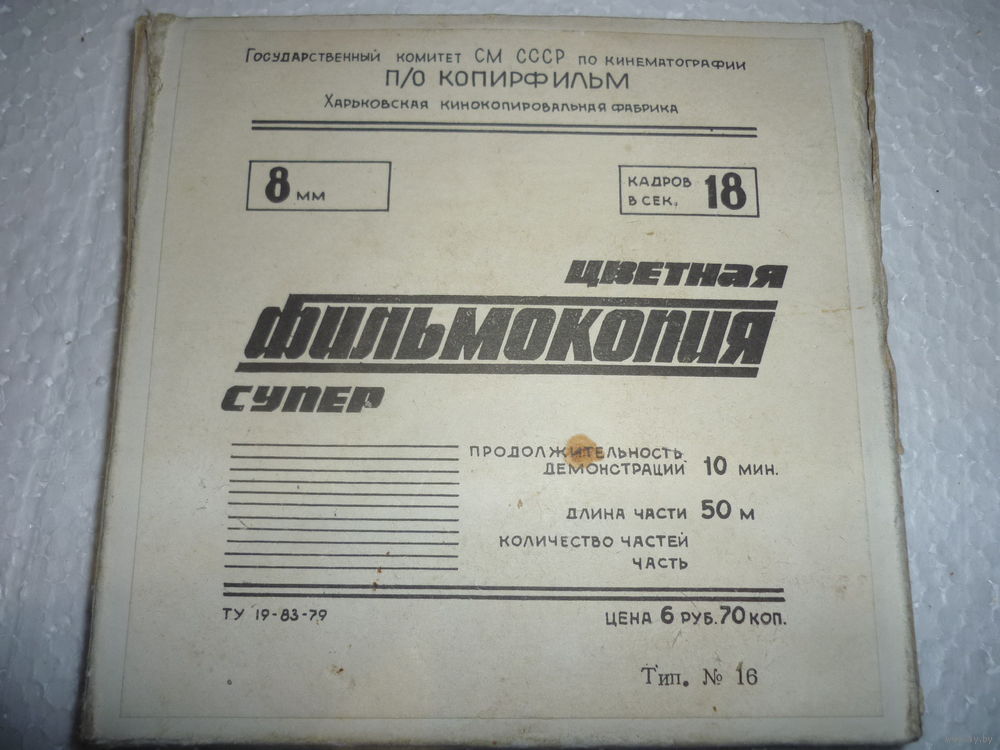 Государственный комитет СМ СССР по кинематографии
П/О КОПИРФИЛЬМ
Харьковская кинокопировальная фабрика
8 мм
КАДРОВ В СЕК. 18
ЦВЕТНАЯ
ФИЛЬМОКОПИЯ
СУПЕР
ПРОДОЛЖИТЕЛЬНОСТЬ
ДЕМОНСТРАЦИИ 10 МИН.
ДЛИНА ЧАСТИ 50 М
КОЛИЧЕСТВО ЧАСТЕЙ
ЧАСТЬ
ТУ 19-83-79
ЦЕНА 6 РУБ. 70 КОП.
Тип. № 16